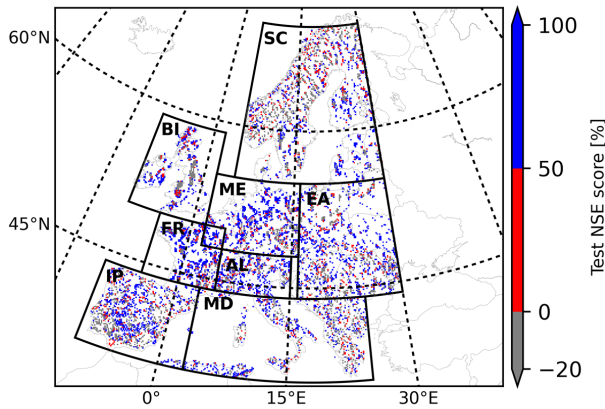 60°N
45°N
SC
BI
ME
EA
FR
AL
IP
MD
0°
15°E
30°E
100
50
0
−20
Test NSE score [%]